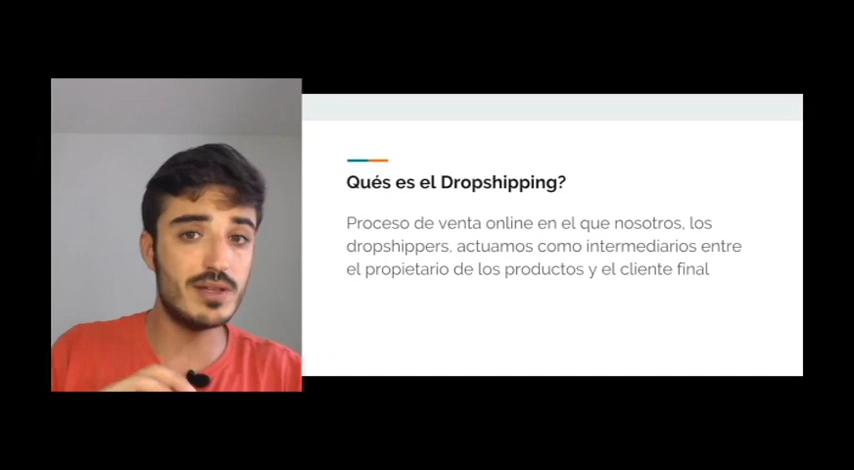 Qués es el Dropshipping?
Proceso de venta online en el que nosotros, los
dropshippers, actuamos como intermediarios entre
el propietario de los productos y el cliente final